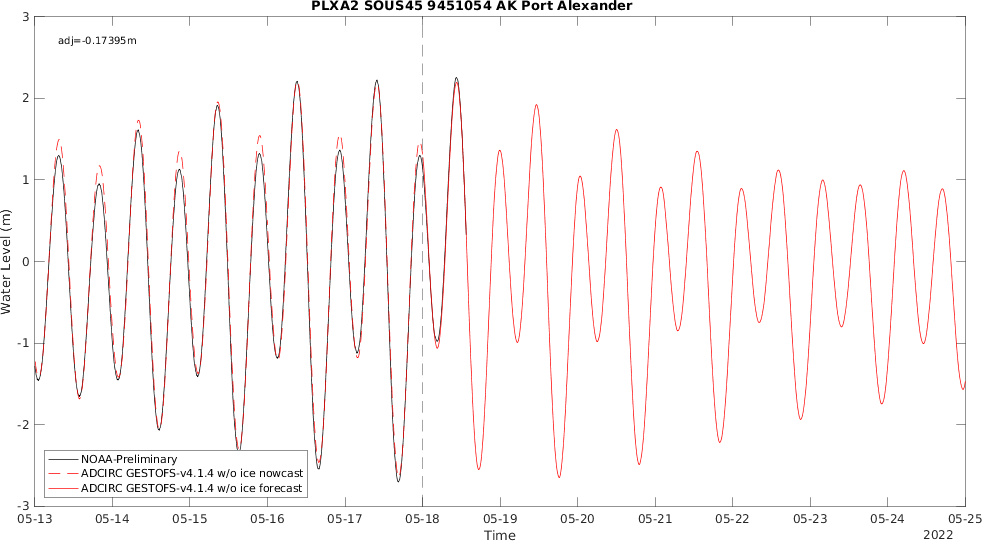 PLXA2 SOUS45 9451054 AK Port Alexander
adj=-0.17395m
3
2
1
0
-1
-2
-3
Water Level (m)
NOAA-Preliminary
ADCIRC GESTOFS-v4.1.4 w/o ice nowcast
ADCIRC GESTOFS-v4.1.4 w/o ice forecast
05-13 05-14 05-15 05-16 05-17 05-18 05-19 05-20 05-21 05-22 05-23 05-24 05-25
Time
2022